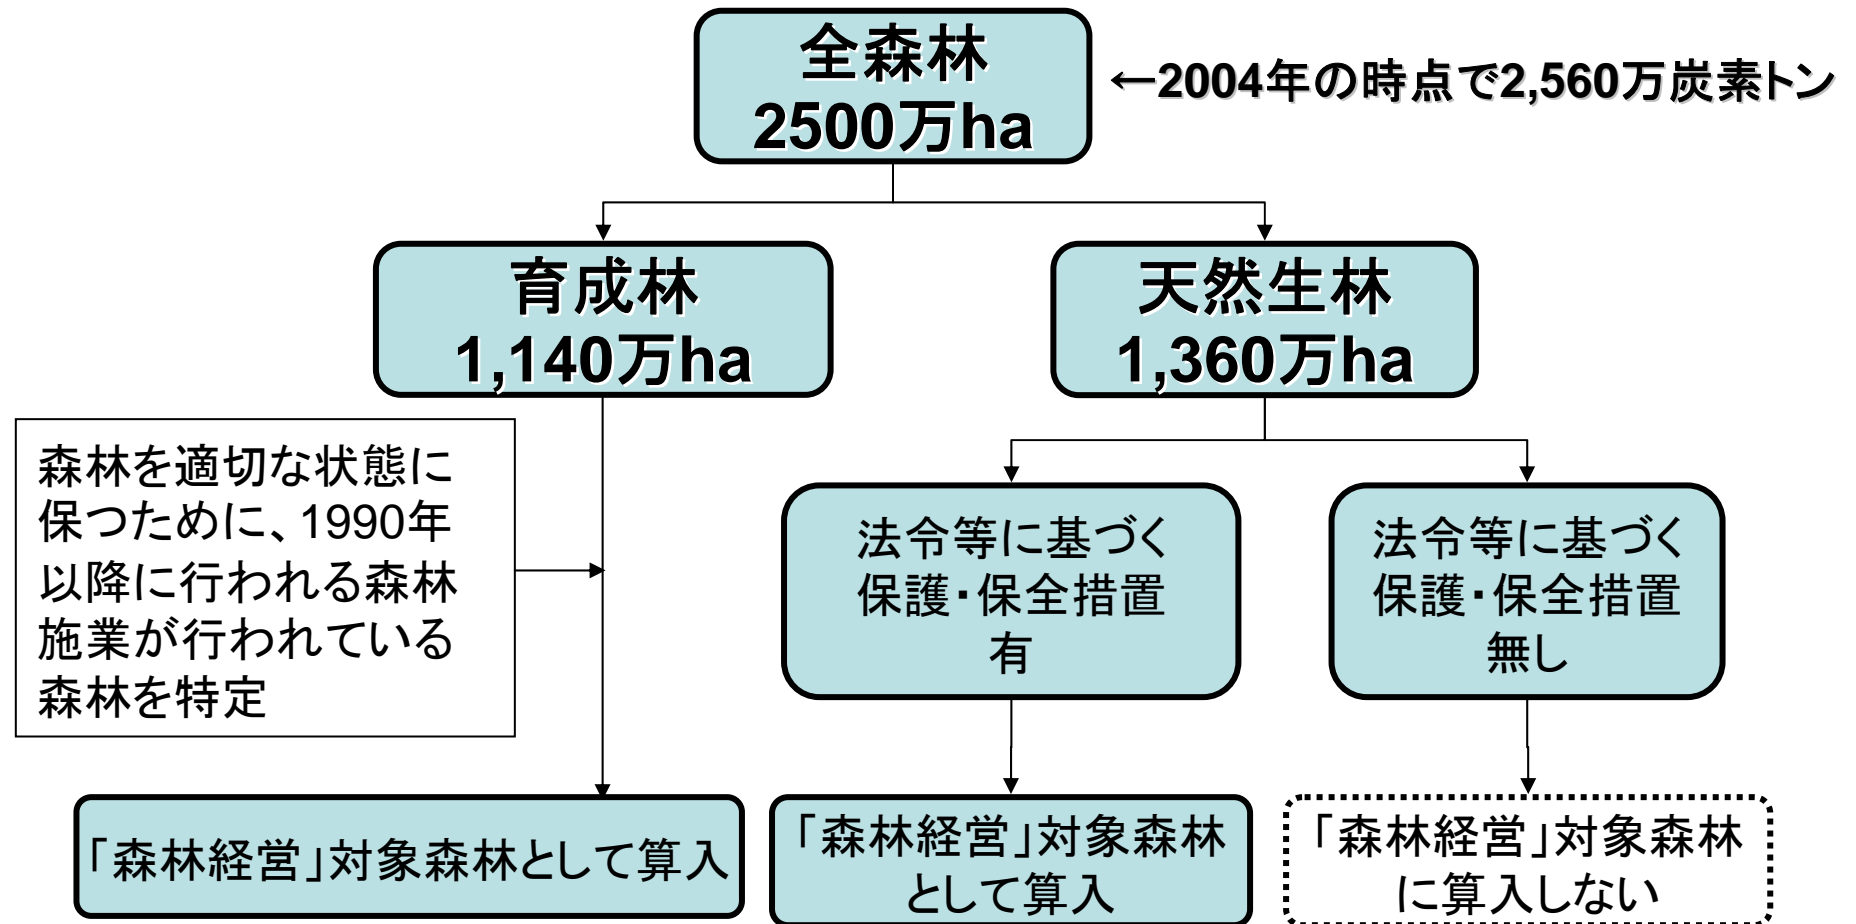 全森林
2500万ha
←2004年の時点で2,560万炭素トン
育成林
1,140万ha
天然生林
1,360万ha
森林を適切な状態に
保つために、1990年
以降に行われる森林
施業が行われている
森林を特定
法令等に基づく
保護・保全措置
有
法令等に基づく
保護・保全措置
無し
「森林経営」対象森林として算入
「森林経営」対象森林
として算入
「森林経営」対象森林
に算入しない